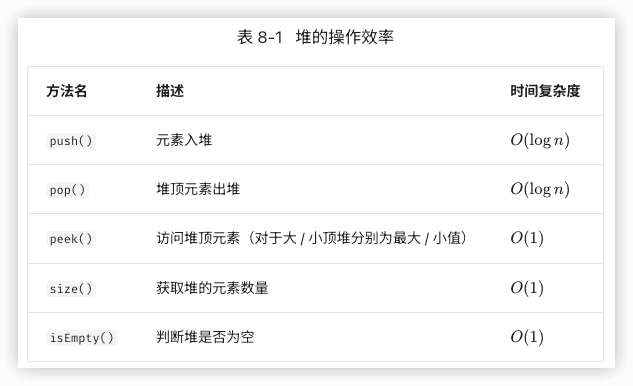 表 8-1 堆的操作效率
方法名 描述 时间复杂度
push() 元素入堆 O(log n)
pop() 堆顶元素出堆 O(log n)
peek() 访问堆顶元素（对于大 / 小顶堆分别为最大 / 小值） O(1)
size() 获取堆的元素数量 O(1)
isEmpty() 判断堆是否为空 O(1)